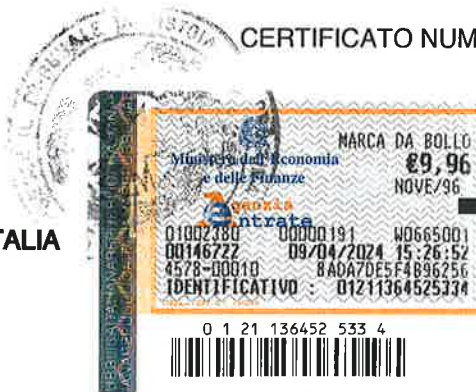 CERTIFICATO NUM
TALIA
MARCA DA BOLLO
€9,96
NOVE/96
Ministero dell'Economia
e delle Finanze
Agenzia
Entrate
01002380 00000191 W0665001
00146722 09/04/2024 15:26:52
4578-00010 8ADA7DE5F4B96256
IDENTIFICATIVO : 01211364525334
0 1 21 136452 533 4